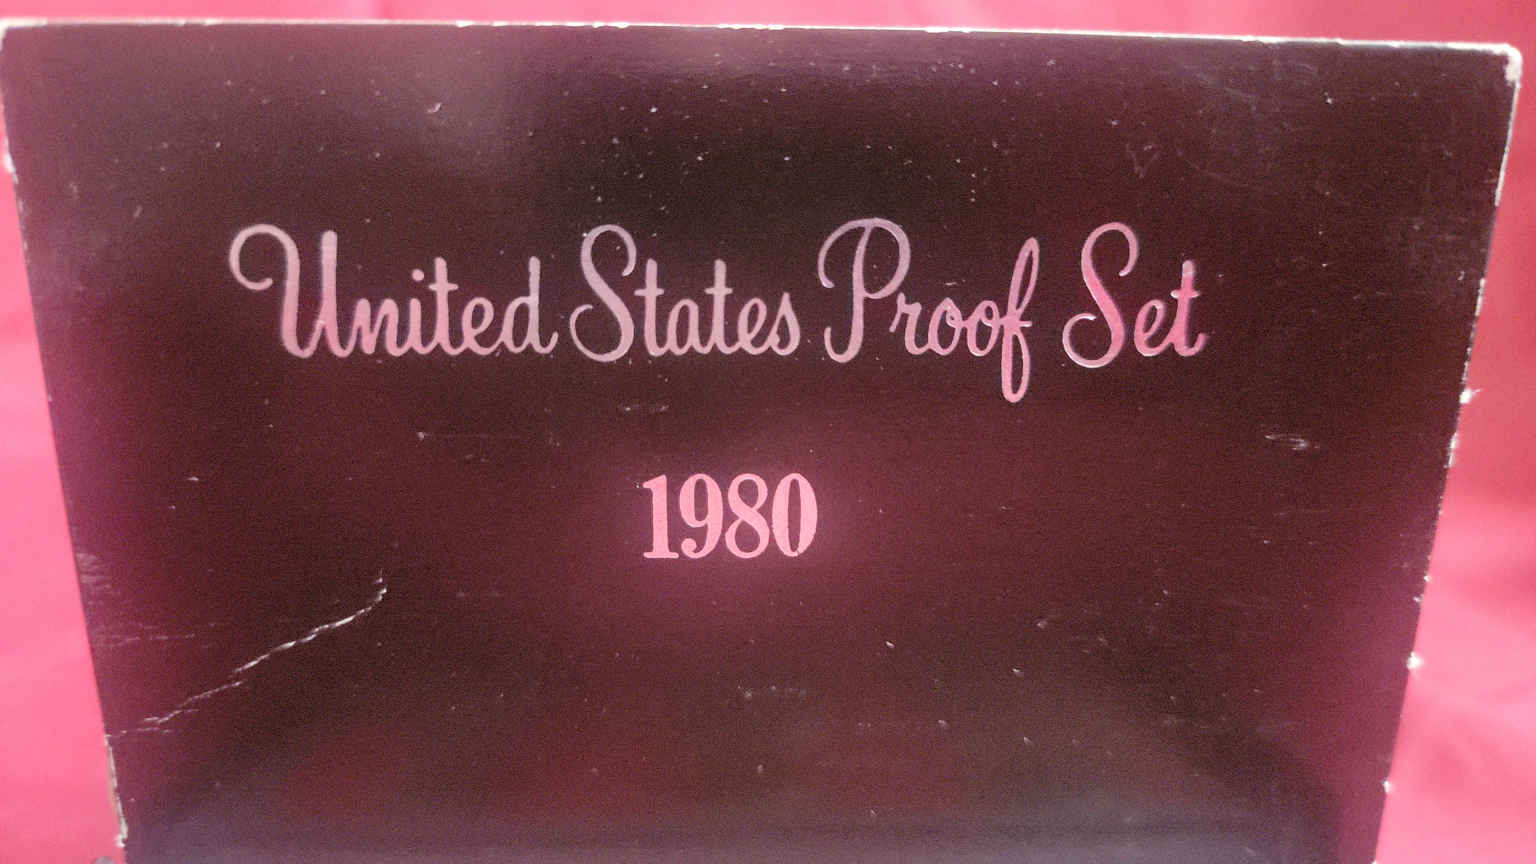 United States Proof Set
1980